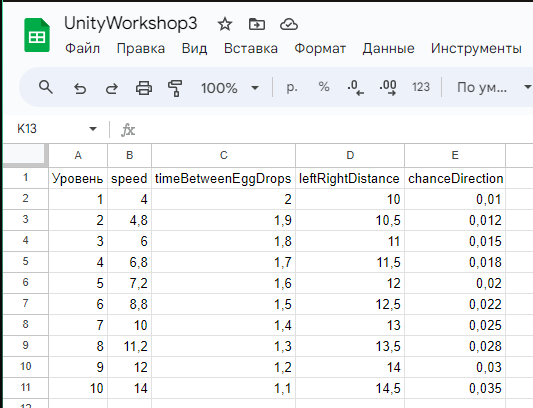 UnityWorkshop3
Файл Правка Вид Вставка Формат Данные Инструменты
100% р. % .0 .00 123 По ум...
K13 fx
A B C D E
1 Уровень speed timeBetweenEggDrops leftRightDistance chanceDirection
2 1 4 2 10 0,01
3 2 4,8 1,9 10,5 0,012
4 3 6 1,8 11 0,015
5 4 6,8 1,7 11,5 0,018
6 5 7,2 1,6 12 0,02
7 6 8,8 1,5 12,5 0,022
8 7 10 1,4 13 0,025
9 8 11,2 1,3 13,5 0,028
10 9 12 1,2 14 0,03
11 10 14 1,1 14,5 0,035